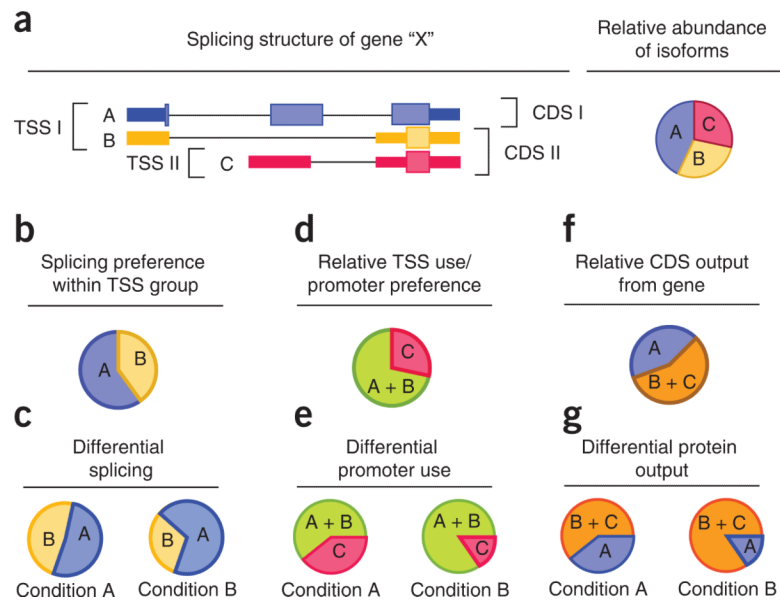 a
Splicing structure of gene “X”
Relative abundance
of isoforms
TSS I
A
B
TSS II
C
CDS I
CDS II
A
C
B
b
Splicing preference
within TSS group
A
B
d
Relative TSS use/
promoter preference
C
A + B
f
Relative CDS output
from gene
A
B + C
c
Differential
splicing
B
A
Condition A
B
A
Condition B
e
Differential
promoter use
A + B
C
Condition A
A + B
C
Condition B
g
Differential protein
output
B + C
A
Condition A
B + C
A
Condition B